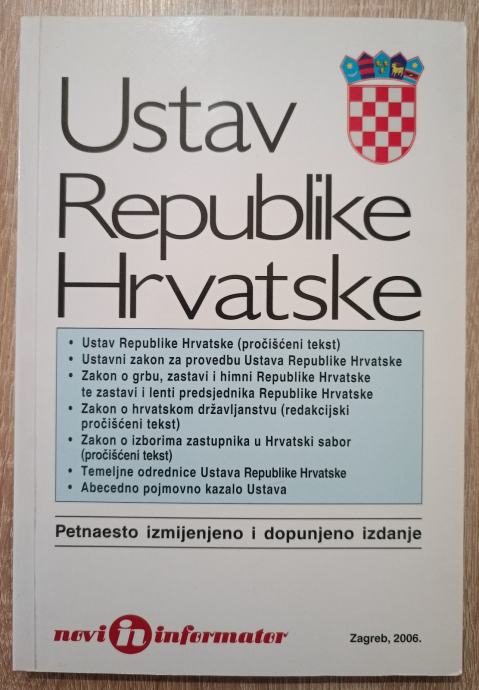 Ustav
Republike
Hrvatske
• Ustav Republike Hrvatske (pročišćeni tekst)
• Ustavni zakon za provedbu Ustava Republike Hrvatske
• Zakon o grbu, zastavi i himni Republike Hrvatske
te zastavi i lenti predsjednika Republike Hrvatske
• Zakon o hrvatskom državljanstvu (redakcijski
pročišćeni tekst)
• Zakon o izborima zastupnika u Hrvatski sabor
(pročišćeni tekst)
• Temeljne odrednice Ustava Republike Hrvatske
• Abecedno pojmovno kazalo Ustava
Petnaesto izmijenjeno i dopunjeno izdanje
novi in informator
Zagreb, 2006.